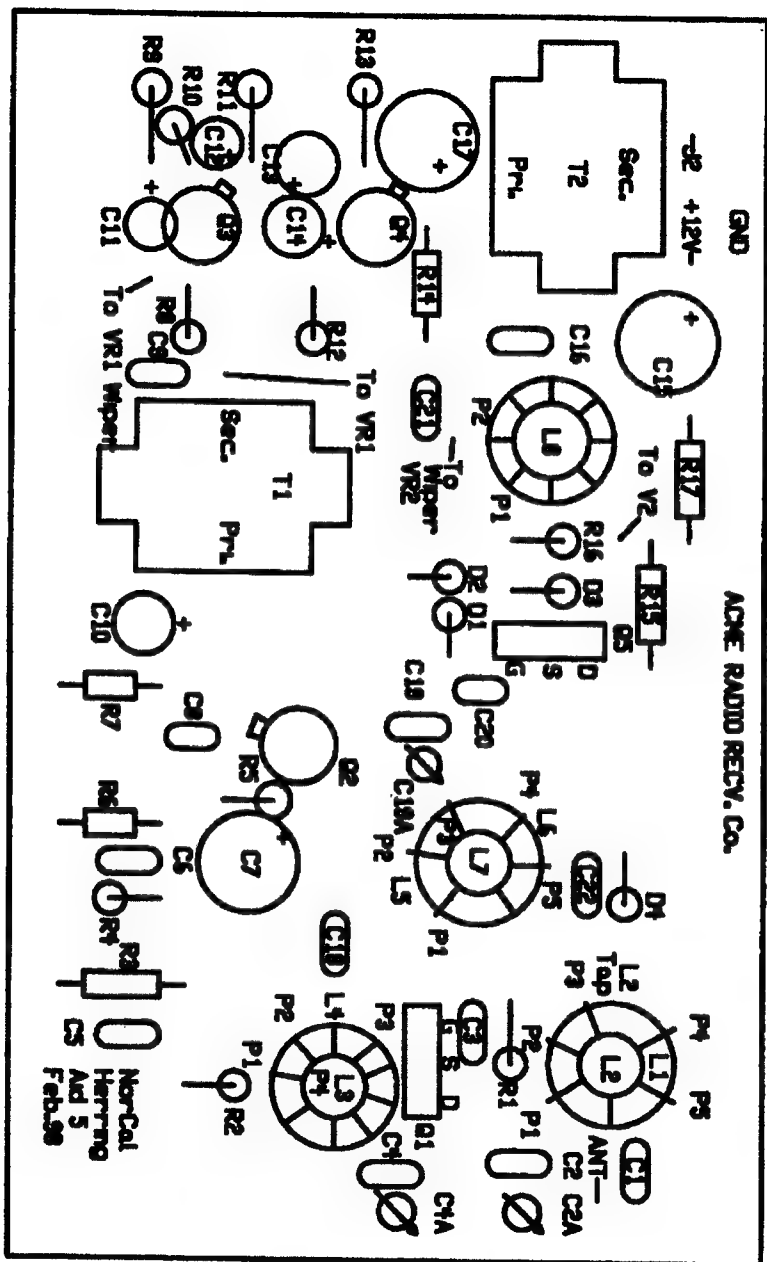 GND
ACME RADIO RECV. Co.
-J2
+12V-
Sec.
T2
Pri.
C15
R17
To V2
R15
C16
L8
P2
P1
R16
D3
Q5
D
S
G
C20
C17
R13
Q4
R14
C21
To
Wiper
VR2
D2
C19A
P4
L6
P3
L7
P5
P2
L5
P1
C22
D4
L2
Tap
P3
P4
L1
L2
P5
P2
P1
ANT-
C1
C2
C2A
R1
C3
G
S
D
Q1
P3
L4
P2
L3
P4
P1
C4
C4A
R2
C18
R9
R10
R11
C12
C13
C14
Q3
C11
R8
C9
R12
To VR1 Wiper
To VR1
Sec.
T1
Pri.
C10
R7
C8
Q2
R5
C7
R6
C6
R4
R3
C5
NorCal
Herring
Aid 5
Feb.98